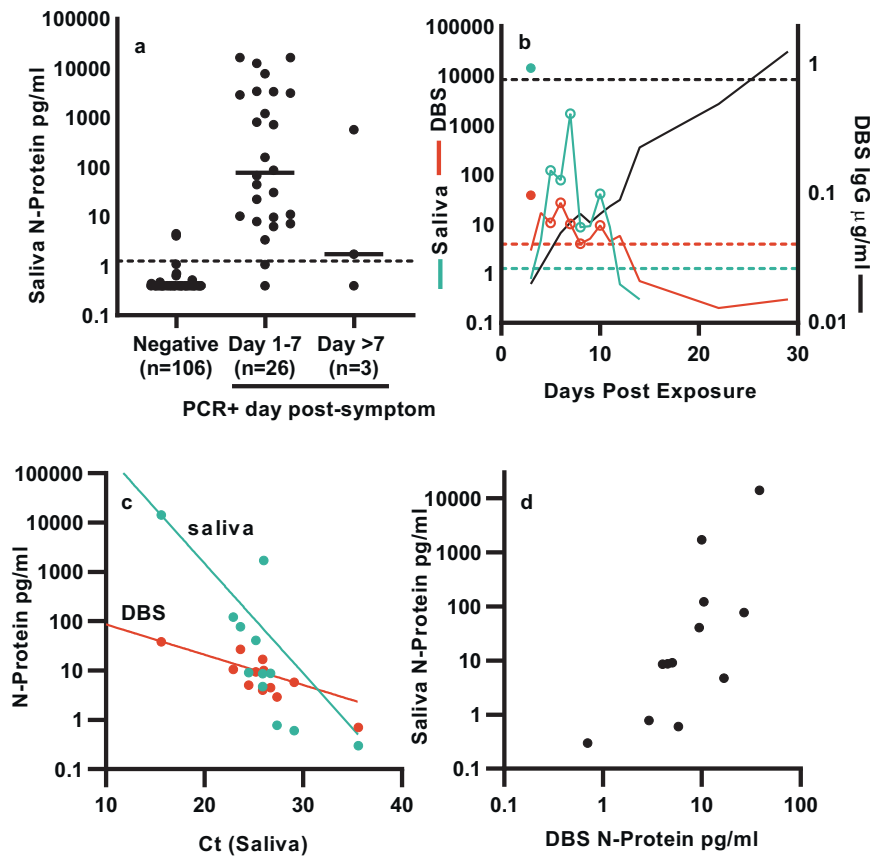 a
Saliva N-Protein pg/ml
100000
10000
1000
100
10
1
0.1
Negative
(n=106)
Day 1-7
(n=26)
Day >7
(n=3)
PCR+ day post-symptom
b
Saliva
DBS
100000
10000
1000
100
10
1
0.1
1
0.1
0.01
DBS IgG μg/ml
0
10
20
30
Days Post Exposure
c
N-Protein pg/ml
100000
10000
1000
100
10
1
0.1
saliva
DBS
10
20
30
40
Ct (Saliva)
d
Saliva N-Protein pg/ml
10000
1000
100
10
1
0.1
0.1
1
10
100
DBS N-Protein pg/ml